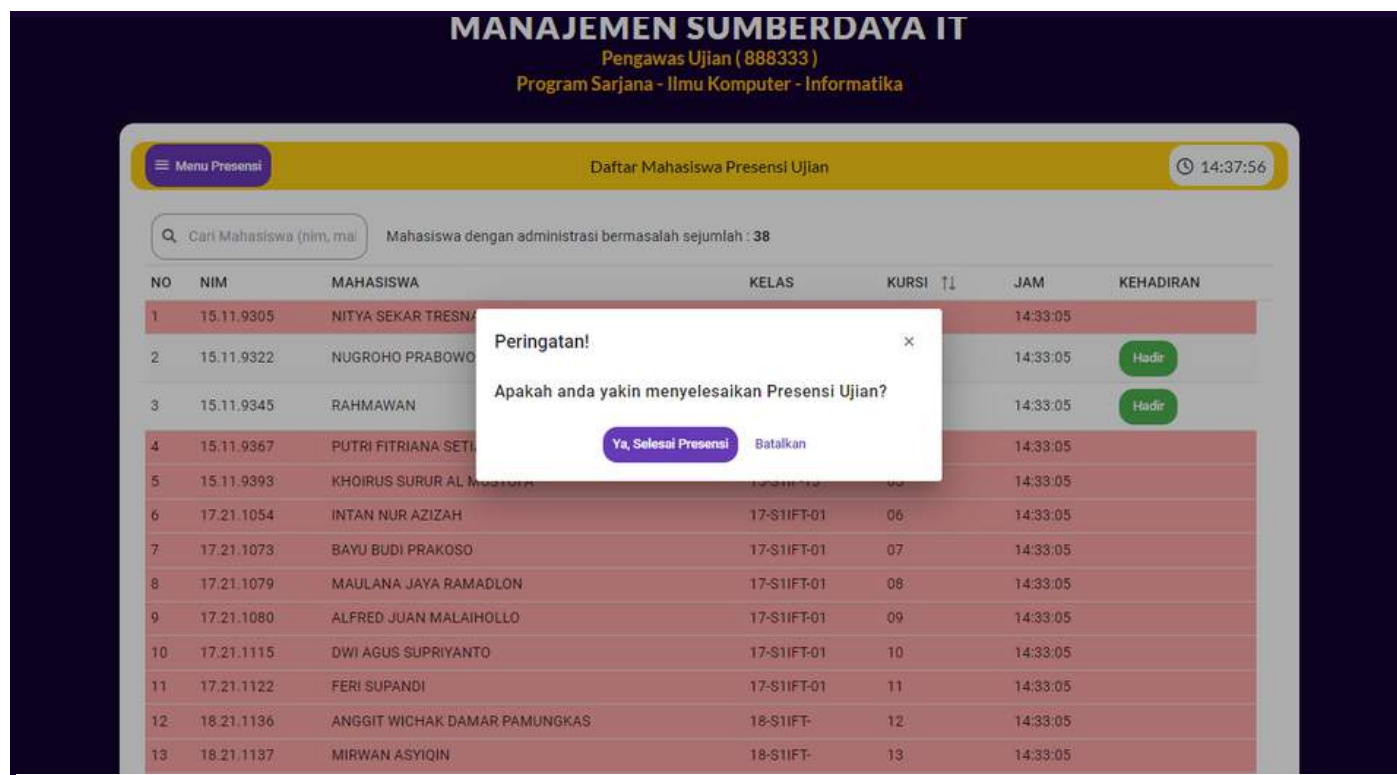 MANAJEMEN SUMBERDAYA IT
Pengawas Ujian ( 888333 )
Program Sarjana - Ilmu Komputer - Informatika
Menu Presensi Daftar Mahasiswa Presensi Ujian 14:37:56
Cari Mahasiswa (nim, ma Mahasiswa dengan administrasi bermasalah sejumlah : 38
NO NIM MAHASISWA KELAS KURSI JAM KEHADIRAN
1 15.11.9305 NITYA SEKAR TRESNA 14:33:05
Peringatan! ×
2 15.11.9322 NUGROHO PRABOWO 14:33:05 Hadir
Apakah anda yakin menyelesaikan Presensi Ujian?
3 15.11.9345 RAHMAWAN 14:33:05 Hadir
Ya, Selesai Presensi Batalkan
4 15.11.9367 PUTRI FITRIANA SETI 14:33:05
5 15.11.9393 KHOIRUS SURUR AL 14:33:05
6 17.21.1054 INTAN NUR AZIZAH 17-S1IFT-01 06 14:33:05
7 17.21.1073 BAYU BUDI PRAKOSO 17-S1IFT-01 07 14:33:05
8 17.21.1079 MAULANA JAYA RAMADLON 17-S1IFT-01 08 14:33:05
9 17.21.1080 ALFRED JUAN MALAIHOLLO 17-S1IFT-01 09 14:33:05
10 17.21.1115 DWI AGUS SUPRIYANTO 17-S1IFT-01 10 14:33:05
11 17.21.1122 FERI SUPANDI 17-S1IFT-01 11 14:33:05
12 18.21.1136 ANGGIT WICHAK DAMAR PAMUNGKAS 18-S1IFT- 12 14:33:05
13 18.21.1137 MIRWAN ASYIQIN 18-S1IFT- 13 14:33:05